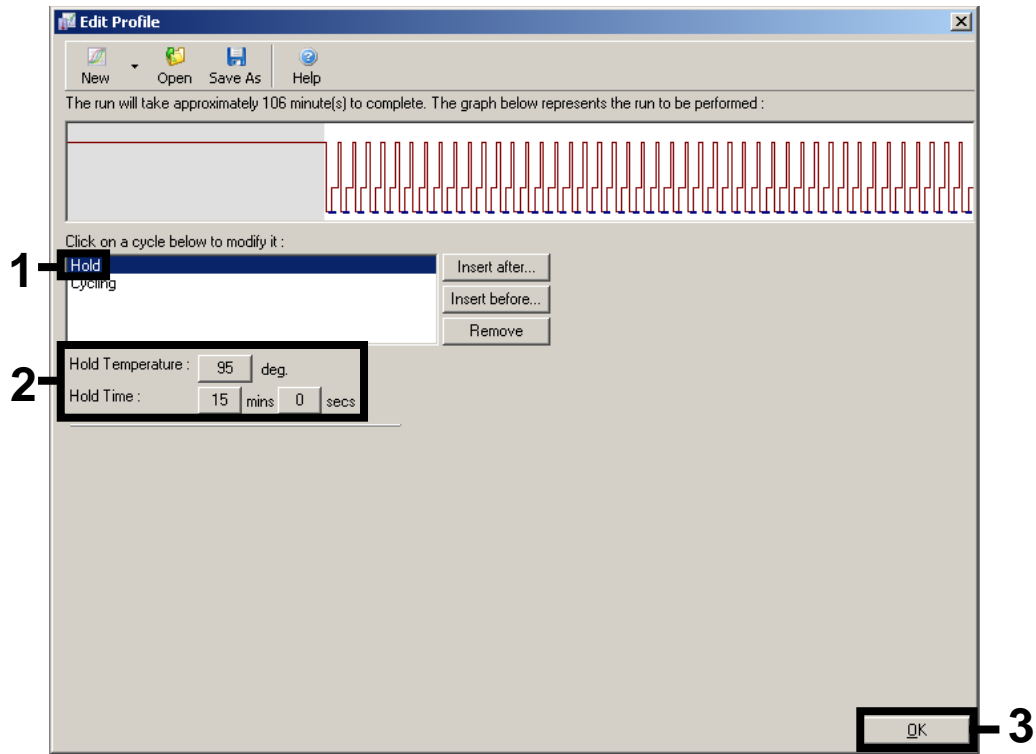 Edit Profile
New Open Save As Help
The run will take approximately 106 minute(s) to complete. The graph below represents the run to be performed :
Click on a cycle below to modify it :
1
Hold
Cycling
Insert after...
Insert before...
Remove
2
Hold Temperature : 95 deg.
Hold Time : 15 mins 0 secs
OK
3